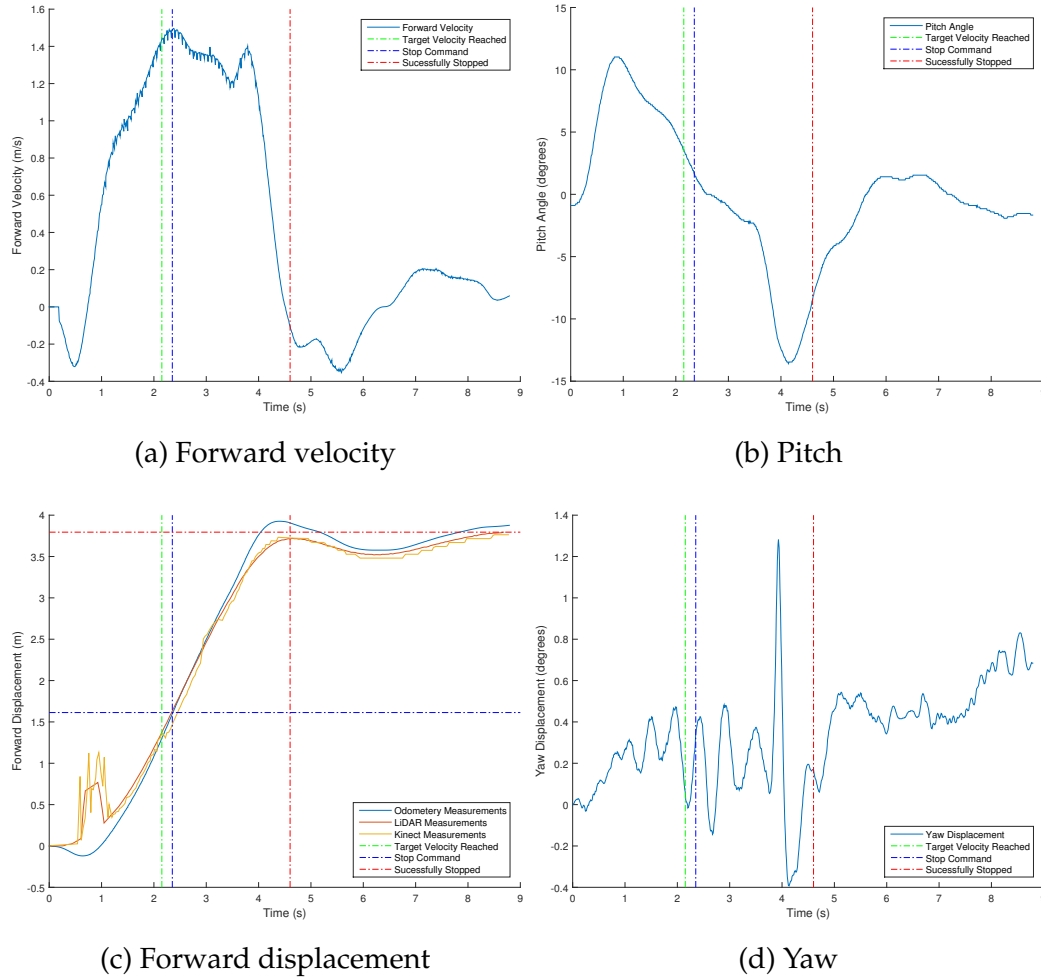 1.6
1.4
1.2
1
0.8
0.6
0.4
0.2
0
-0.2
-0.4
0 1 2 3 4 5 6 7 8 9
Forward Velocity (m/s)
Time (s)
Forward Velocity
Target Velocity Reached
Stop Command
Sucessfully Stopped
(a) Forward velocity
15
10
5
0
-5
-10
-15
0 1 2 3 4 5 6 7 8
Pitch Angle (degrees)
Time (s)
Pitch Angle
Target Velocity Reached
Stop Command
Sucessfully Stopped
(b) Pitch
4
3.5
3
2.5
2
1.5
1
0.5
0
-0.5
0 1 2 3 4 5 6 7 8 9
Forward Displacement (m)
Time (s)
Odometery Measurements
LiDAR Measurements
Kinect Measurements
Target Velocity Reached
Stop Command
Sucessfully Stopped
(c) Forward displacement
1.4
1.2
1
0.8
0.6
0.4
0.2
0
-0.2
-0.4
0 1 2 3 4 5 6 7 8 9
Yaw Displacement (degrees)
Time (s)
Yaw Displacement
Target Velocity Reached
Stop Command
Sucessfully Stopped
(d) Yaw